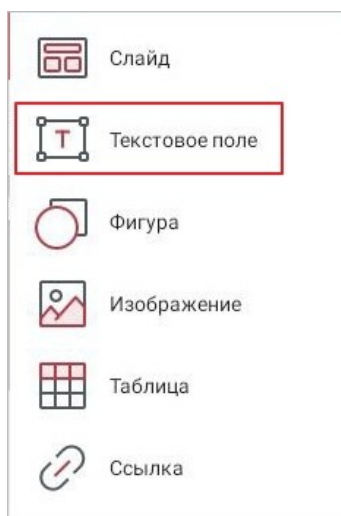 Слайд
Текстовое поле
Фигура
Изображение
Таблица
Ссылка